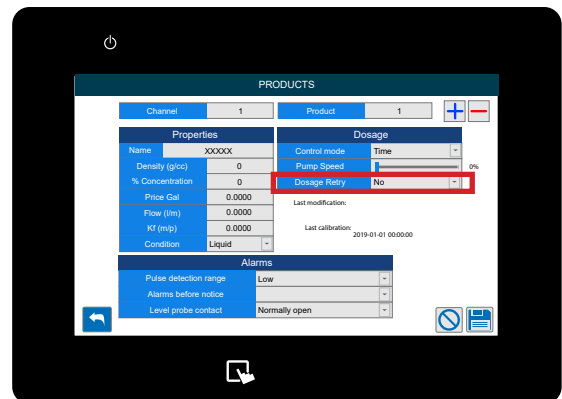 PRODUCTS
Channel 1 Product 1
Properties
Name XXXXX
Density (g/cc) 0
% Concentration 0
Price Gal 0.0000
Flow (l/m) 0.0000
Kf (m/p) 0.0000
Condition Liquid
Dosage
Control mode Time
Pump Speed 0%
Dosage Retry No
Last modification:
Last calibration:
2019-01-01 00:00:00
Alarms
Pulse detection range Low
Alarms before notice
Level probe contact Normally open